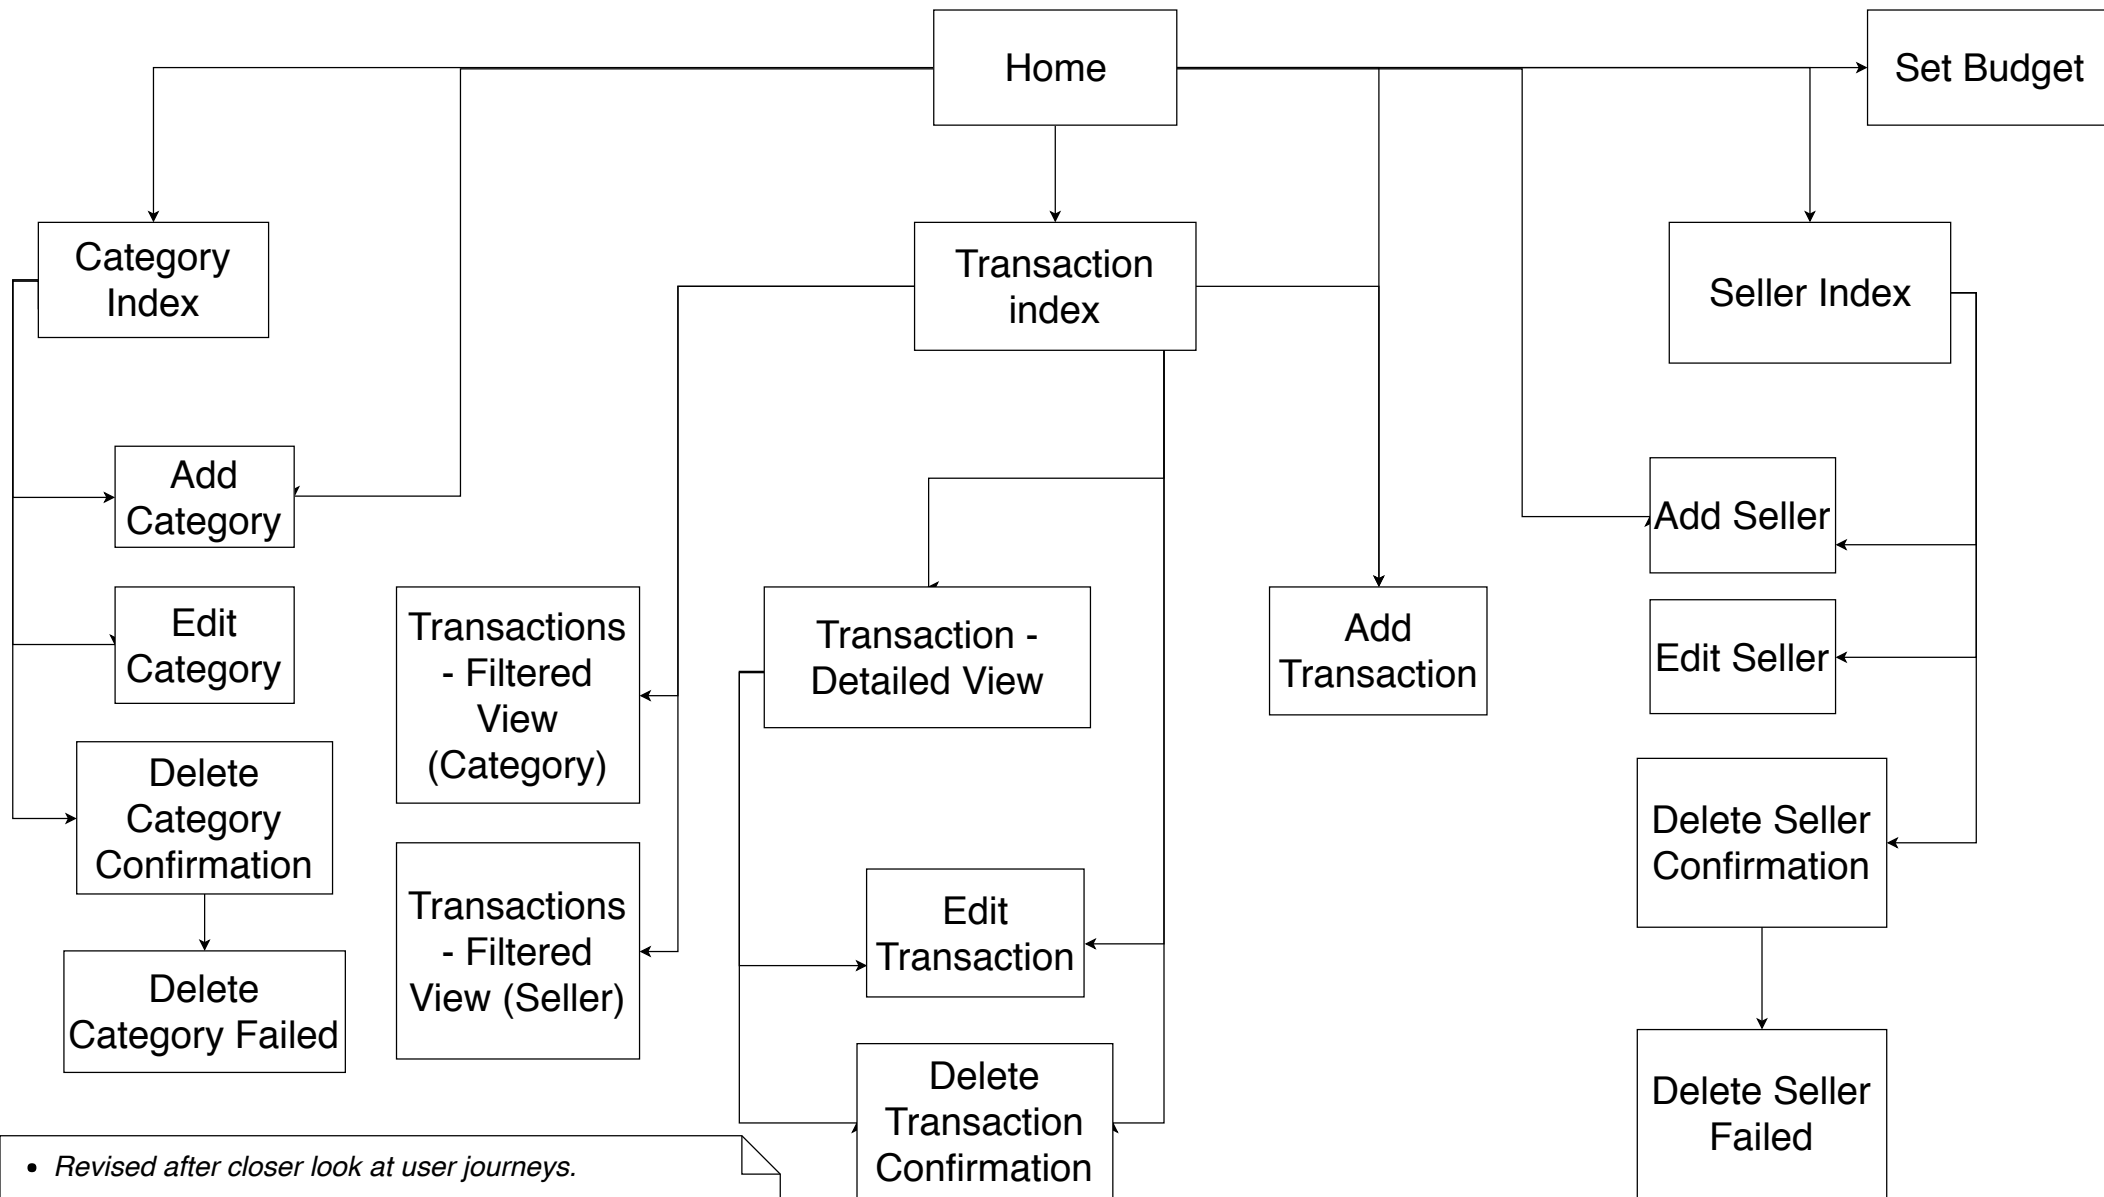 Home
Set Budget
Category
Index
Transaction
index
Seller Index
Add
Category
Add Seller
Edit
Category
Transactions
- Filtered
View
(Category)
Transaction -
Detailed View
Add
Transaction
Edit Seller
Delete
Category
Confirmation
Delete Seller
Confirmation
Transactions
- Filtered
View (Seller)
Edit
Transaction
Delete
Category Failed
Delete
Transaction
Confirmation
Delete Seller
Failed
• Revised after closer look at user journeys.